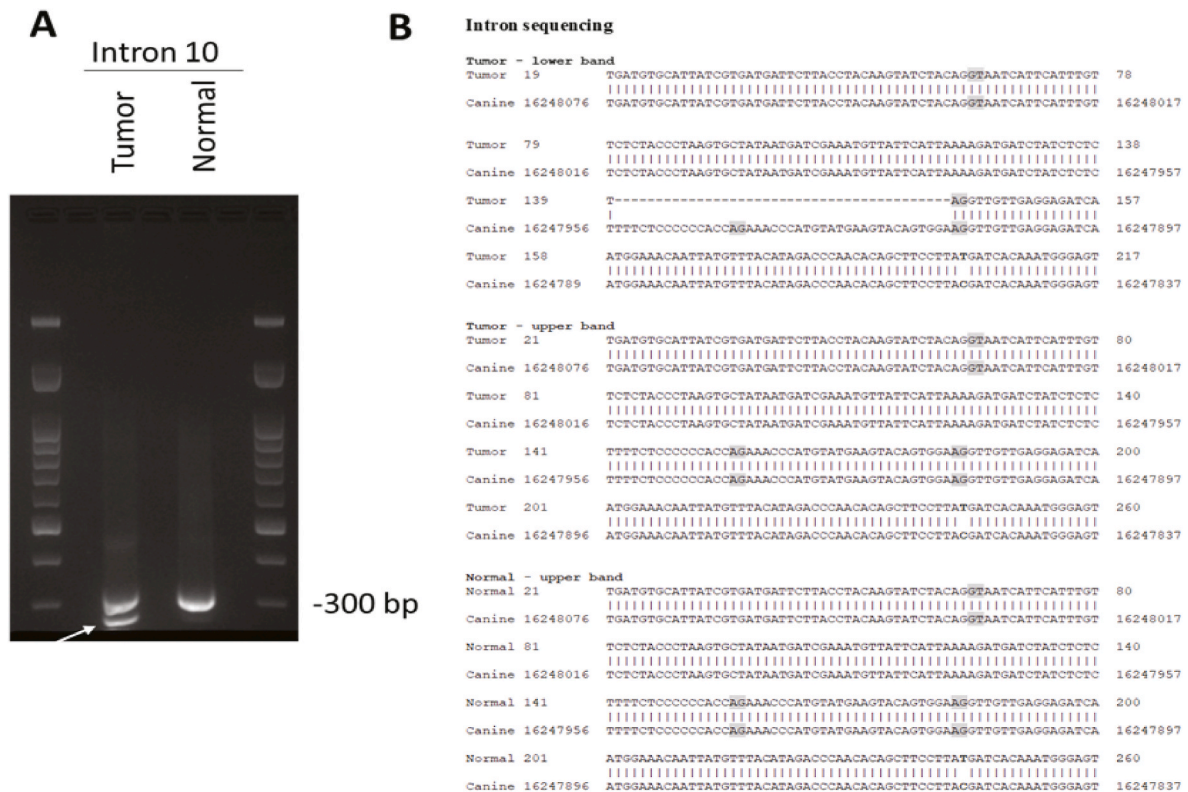 A
Intron 10
Tumor
Normal
-300 bp
B
Intron sequencing
Tumor - lower band
Tumor 19 TGATGTGCATTATCGTGATGATTCTTACCTACAAGTATCTACAGGTAATCATTCATTTGT 78
Canine 16248076 TGATGTGCATTATCGTGATGATTCTTACCTACAAGTATCTACAGGTAATCATTCATTTGT 16248017
Tumor 79 TCTCTACCCTAAGTGCTATAATGATCGAAATGTTATTCATTAAAAGATGATCTATCTCTC 138
Canine 16248016 TCTCTACCCTAAGTGCTATAATGATCGAAATGTTATTCATTAAAAGATGATCTATCTCTC 16247957
Tumor 139 T-----------------------------------------AGGTTGTTGAGGAGATCA 157
Canine 16247956 TTTTCTCCCCCCACCAGAAACCCATGTATGAAGTACAGTGGAAGGTTGTTGAGGAGATCA 16247897
Tumor 158 ATGGAAACAATTATGTTTACATAGACCCAACACAGCTTCCTTATGATCACAAATGGGAGT 217
Canine 1624789 ATGGAAACAATTATGTTTACATAGACCCAACACAGCTTCCTTACGATCACAAATGGGAGT 16247837
Tumor - upper band
Tumor 21 TGATGTGCATTATCGTGATGATTCTTACCTACAAGTATCTACAGGTAATCATTCATTTGT 80
Canine 16248076 TGATGTGCATTATCGTGATGATTCTTACCTACAAGTATCTACAGGTAATCATTCATTTGT 16248017
Tumor 81 TCTCTACCCTAAGTGCTATAATGATCGAAATGTTATTCATTAAAAGATGATCTATCTCTC 140
Canine 16248016 TCTCTACCCTAAGTGCTATAATGATCGAAATGTTATTCATTAAAAGATGATCTATCTCTC 16247957
Tumor 141 TTTTCTCCCCCCACCAGAAACCCATGTATGAAGTACAGTGGAAGGTTGTTGAGGAGATCA 200
Canine 16247956 TTTTCTCCCCCCACCAGAAACCCATGTATGAAGTACAGTGGAAGGTTGTTGAGGAGATCA 16247897
Tumor 201 ATGGAAACAATTATGTTTACATAGACCCAACACAGCTTCCTTATGATCACAAATGGGAGT 260
Canine 16247896 ATGGAAACAATTATGTTTACATAGACCCAACACAGCTTCCTTACGATCACAAATGGGAGT 16247837
Normal - upper band
Normal 21 TGATGTGCATTATCGTGATGATTCTTACCTACAAGTATCTACAGGTAATCATTCATTTGT 80
Canine 16248076 TGATGTGCATTATCGTGATGATTCTTACCTACAAGTATCTACAGGTAATCATTCATTTGT 16248017
Normal 81 TCTCTACCCTAAGTGCTATAATGATCGAAATGTTATTCATTAAAAGATGATCTATCTCTC 140
Canine 16248016 TCTCTACCCTAAGTGCTATAATGATCGAAATGTTATTCATTAAAAGATGATCTATCTCTC 16247957
Normal 141 TTTTCTCCCCCCACCAGAAACCCATGTATGAAGTACAGTGGAAGGTTGTTGAGGAGATCA 200
Canine 16247956 TTTTCTCCCCCCACCAGAAACCCATGTATGAAGTACAGTGGAAGGTTGTTGAGGAGATCA 16247897
Normal 201 ATGGAAACAATTATGTTTACATAGACCCAACACAGCTTCCTTATGATCACAAATGGGAGT 260
Canine 16247896 ATGGAAACAATTATGTTTACATAGACCCAACACAGCTTCCTTACGATCACAAATGGGAGT 16247837